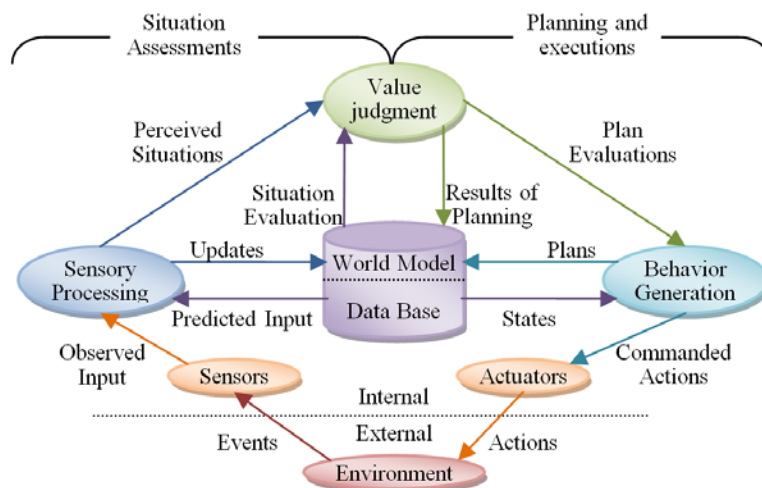 Situation
Assessments
Planning and
executions
Value
judgment
Perceived
Situations
Plan
Evaluations
Situation
Evaluation
Results of
Planning
Sensory
Processing
Updates
World Model
Plans
Behavior
Generation
Predicted Input
Data Base
States
Observed
Input
Sensors
Actuators
Commanded
Actions
Internal
External
Events
Actions
Environment